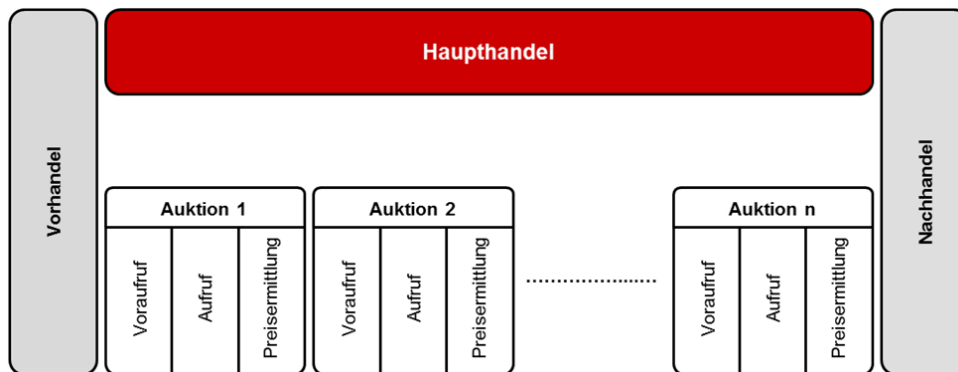 Haupthandel
Vorhandel
Auktion 1
Voraufruf
Aufruf
Preisermittlung
Auktion 2
Voraufruf
Aufruf
Preisermittlung
Auktion n
Voraufruf
Aufruf
Preisermittlung
Nachhandel